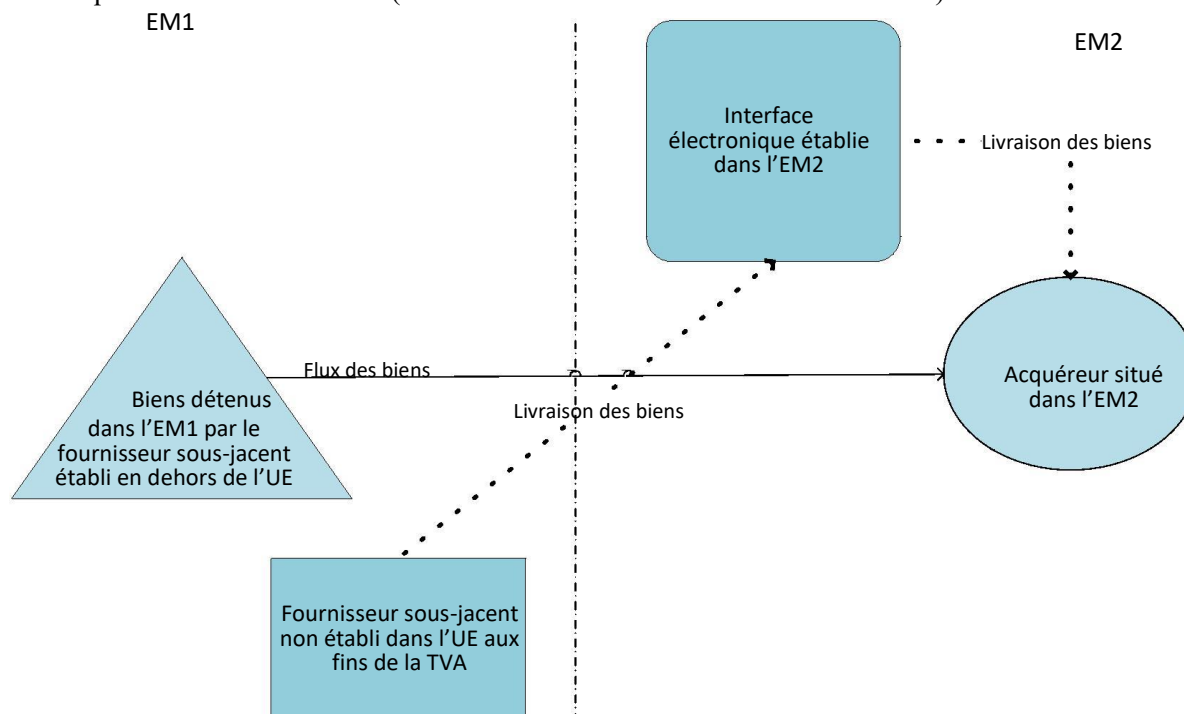 EM1
EM2
Interface
électronique établie
dans l’EM2
Livraison des biens
Flux des biens
Livraison des biens
Biens détenus
dans l’EM1 par le
fournisseur sous-jacent
établi en dehors de l’UE
Acquéreur situé
dans l’EM2
Fournisseur sous-jacent
non établi dans l’UE aux
fins de la TVA